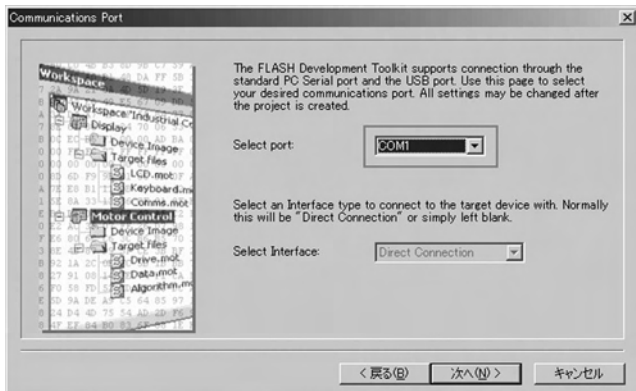 Communications Port
The FLASH Development Toolkit supports connection through the
standard PC Serial port and the USB port. Use this page to select
your desired communications port. All settings may be changed after
the project is created.
Select port:
COM1
Select an Interface type to connect to the target device with. Normally
this will be "Direct Connection" or simply left blank.
Select Interface:
Direct Connection
Workspace
Workspace "Industrial
Display
Device Image
Target files
LCD.mot
Keyboard.m
Comms.mot
Motor Control
Device Image
Target files
Drive.mot
Data.mot
Algorithm.m
< 戻る(B)
次へ(N) >
キャンセル